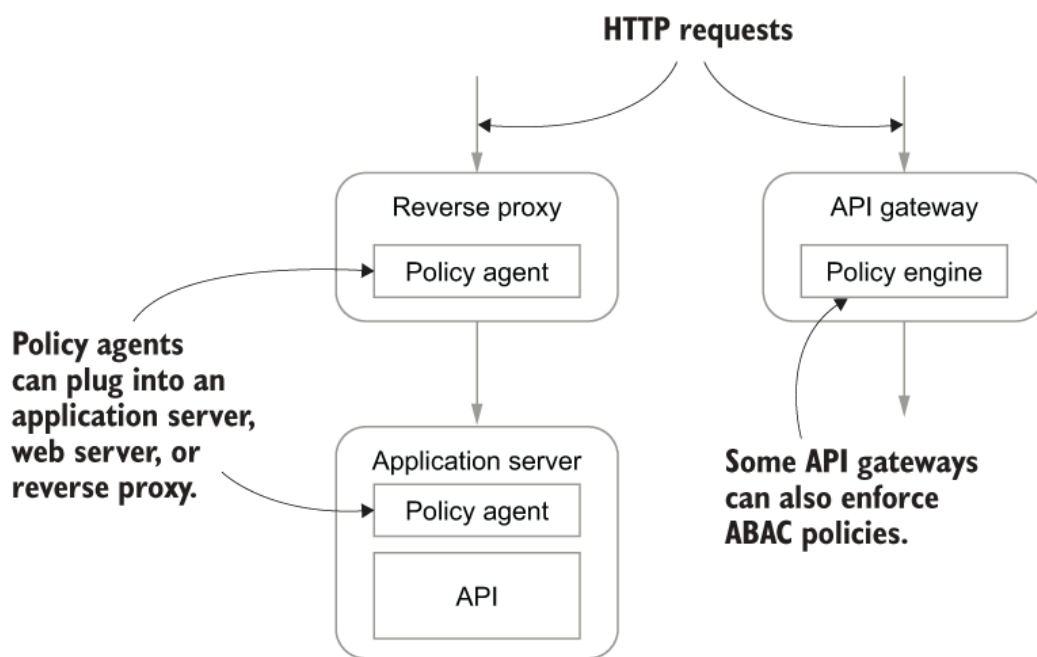 HTTP requests
Reverse proxy
Policy agent
API gateway
Policy engine
Policy agents
can plug into an
application server,
web server, or
reverse proxy.
Application server
Policy agent
API
Some API gateways
can also enforce
ABAC policies.